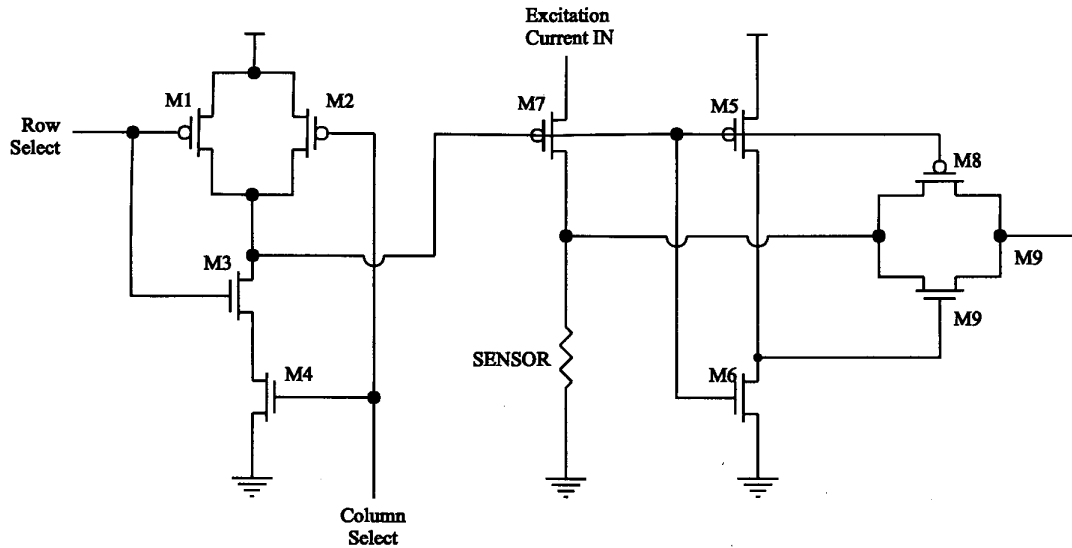 Excitation
Current IN
M1
M2
M7
M5
Row
Select
M8
M3
M9
M9
SENSOR
M4
M6
Column
Select